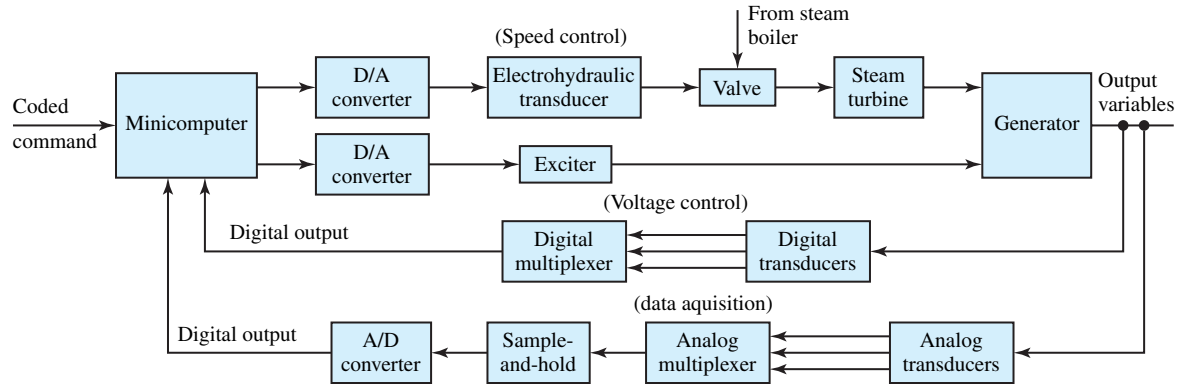 From steam
boiler
(Speed control)
Coded
command
Minicomputer
D/A
converter
Electrohydraulic
transducer
Valve
Steam
turbine
Generator
Output
variables
D/A
converter
Exciter
(Voltage control)
Digital output
Digital
multiplexer
Digital
transducers
(data aquisition)
Digital output
A/D
converter
Sample-
and-hold
Analog
multiplexer
Analog
transducers